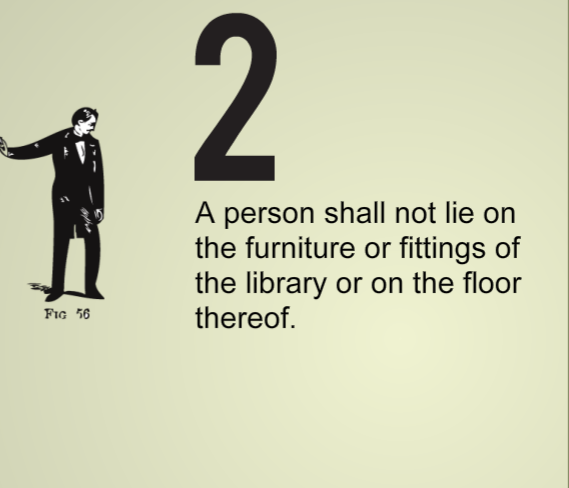 2
A person shall not lie on
the furniture or fittings of
the library or on the floor
thereof.
FIG 56